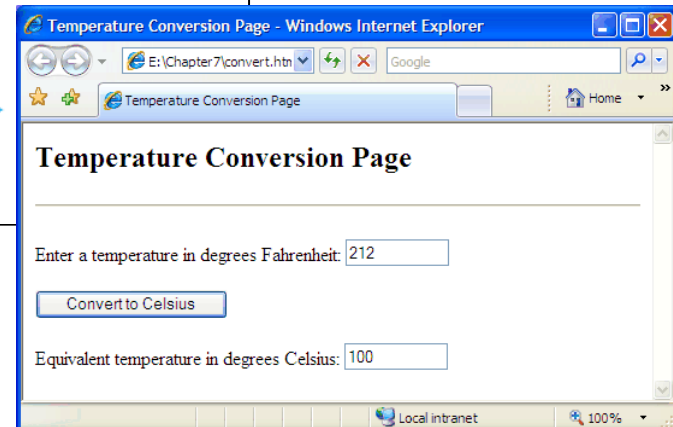 Temperature Conversion Page - Windows Internet Explorer
E:\Chapter7\convert.htn
Google
Temperature Conversion Page
Home
»
Temperature Conversion Page
Enter a temperature in degrees Fahrenheit: 212
Convert to Celsius
Equivalent temperature in degrees Celsius: 100
Local intranet
100%